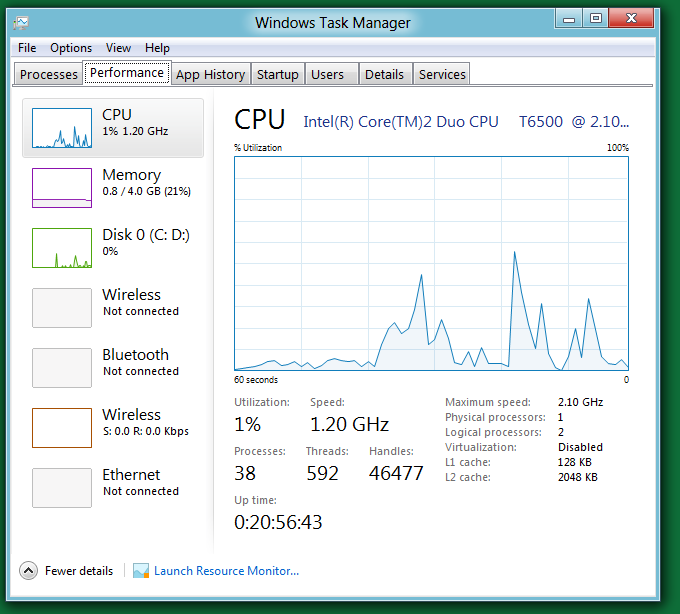 Windows Task Manager
File Options View Help
Processes Performance App History Startup Users Details Services
CPU
1% 1.20 GHz
Memory
0.8 / 4.0 GB (21%)
Disk 0 (C: D:)
0%
Wireless
Not connected
Bluetooth
Not connected
Wireless
S: 0.0 R: 0.0 Kbps
Ethernet
Not connected
CPU Intel(R) Core(TM)2 Duo CPU T6500 @ 2.10...
% Utilization 100%
60 seconds 0
Utilization: Speed:
1% 1.20 GHz
Processes: Threads: Handles:
38 592 46477
Up time:
0:20:56:43
Maximum speed: 2.10 GHz
Physical processors: 1
Logical processors: 2
Virtualization: Disabled
L1 cache: 128 KB
L2 cache: 2048 KB
Fewer details Launch Resource Monitor...